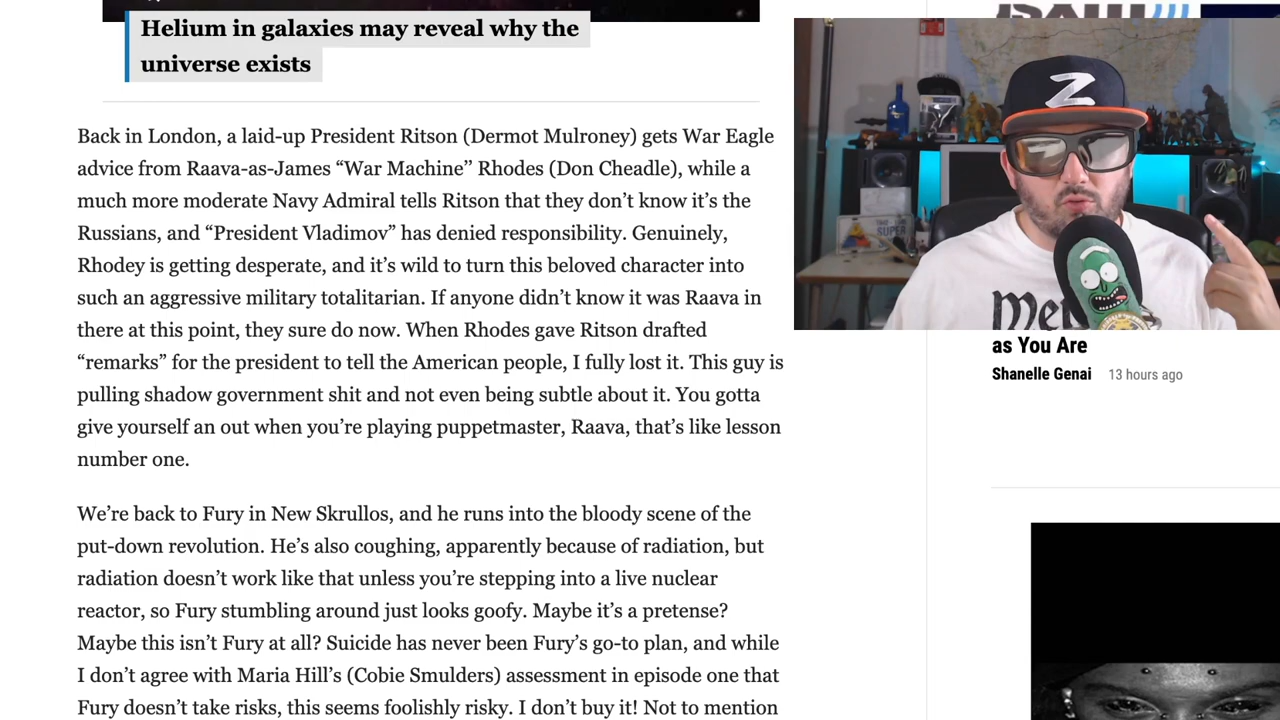 Helium in galaxies may reveal why the
universe exists
Back in London, a laid-up President Ritson (Dermot Mulroney) gets War Eagle
advice from Raava-as-James “War Machine” Rhodes (Don Cheadle), while a
much more moderate Navy Admiral tells Ritson that they don’t know it’s the
Russians, and “President Vladimov” has denied responsibility. Genuinely,
Rhodey is getting desperate, and it’s wild to turn this beloved character into
such an aggressive military totalitarian. If anyone didn’t know it was Raava in
there at this point, they sure do now. When Rhodes gave Ritson drafted
“remarks” for the president to tell the American people, I fully lost it. This guy is
pulling shadow government shit and not even being subtle about it. You gotta
give yourself an out when you’re playing puppetmaster, Raava, that’s like lesson
number one.
We’re back to Fury in New Skrullos, and he runs into the bloody scene of the
put-down revolution. He’s also coughing, apparently because of radiation, but
radiation doesn’t work like that unless you’re stepping into a live nuclear
reactor, so Fury stumbling around just looks goofy. Maybe it’s a pretense?
Maybe this isn’t Fury at all? Suicide has never been Fury’s go-to plan, and while
I don’t agree with Maria Hill’s (Cobie Smulders) assessment in episode one that
Fury doesn’t take risks, this seems foolishly risky. I don’t buy it! Not to mention
Z
SUPER
as You Are
Shanelle Genai 13 hours ago